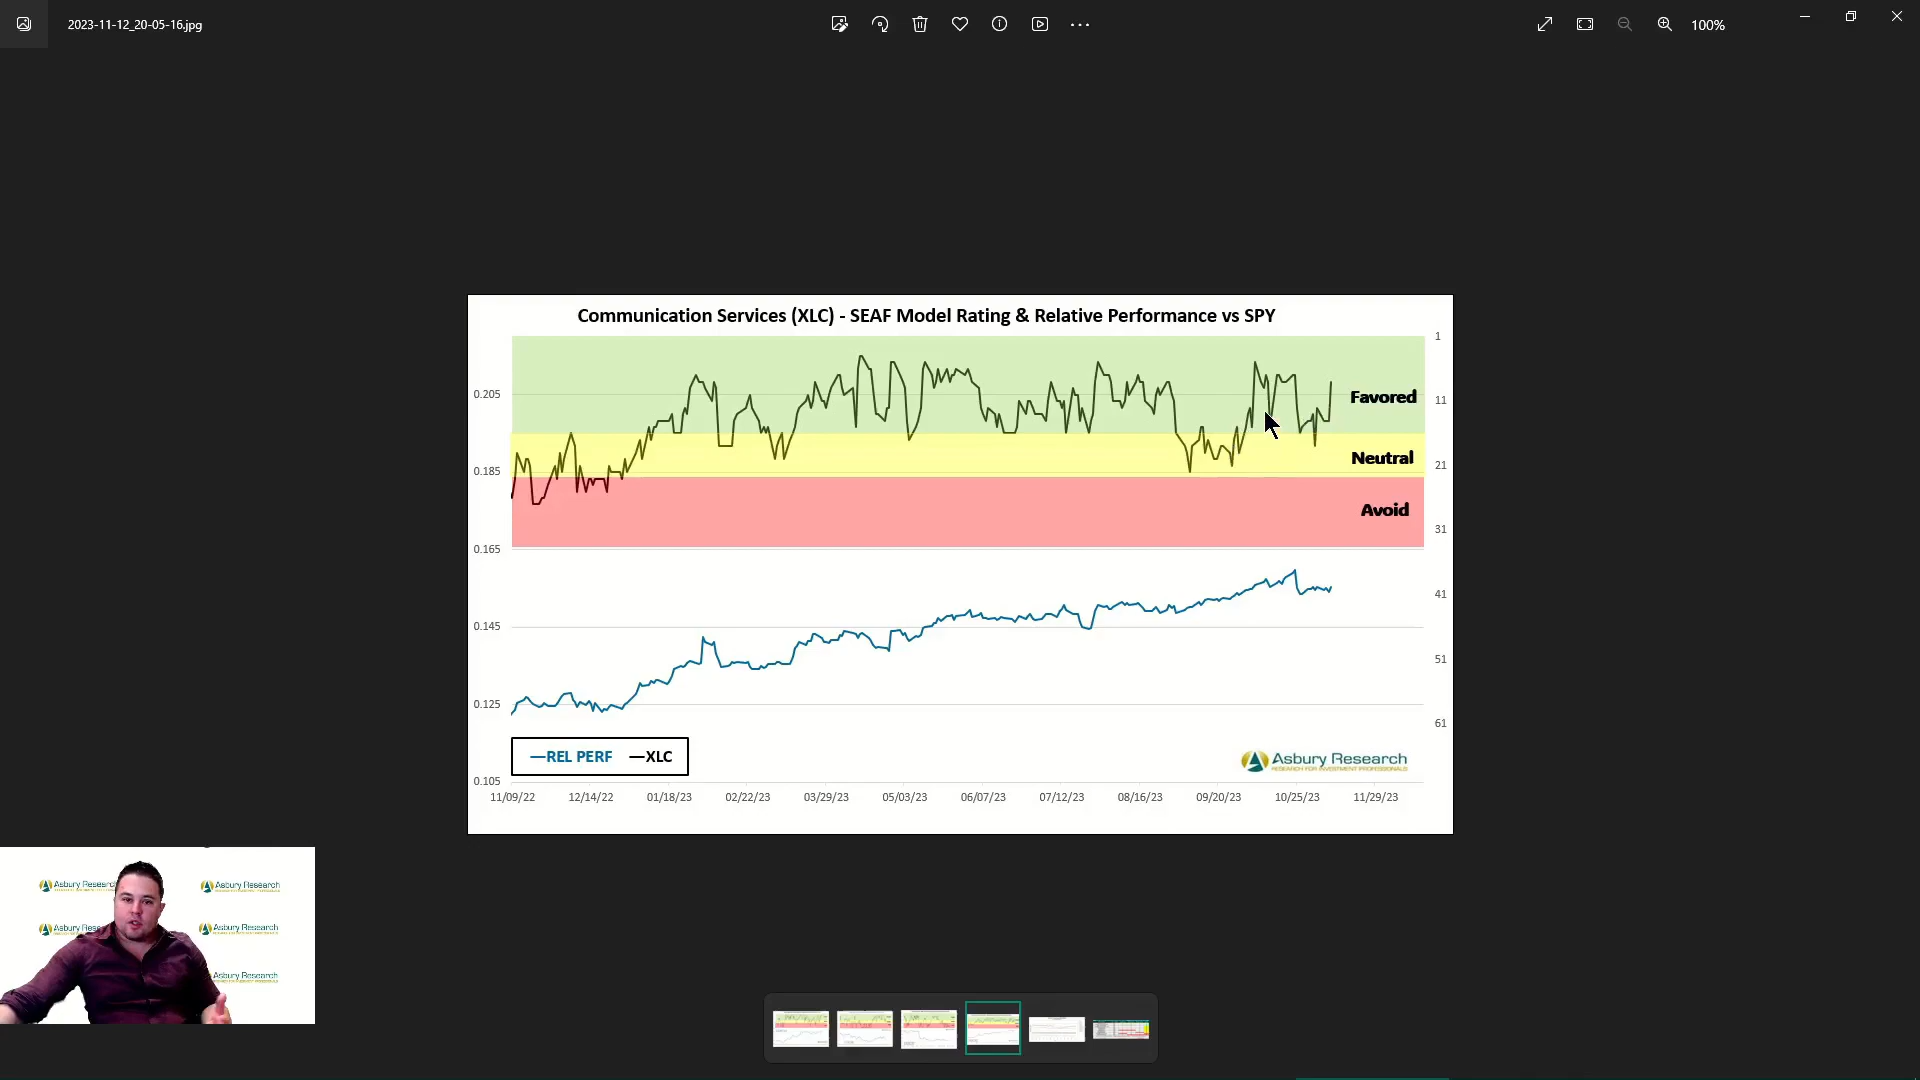 2023-11-12_20-05-16.jpg
100%
Communication Services (XLC) - SEAF Model Rating & Relative Performance vs SPY
1
0.205
Favored
11
Neutral
0.185
21
Avoid
31
0.165
41
0.145
51
0.125
61
REL PERF XLC
Asbury Research
RESEARCH FOR INVESTMENT PROFESSIONALS
0.105
11/09/22 12/14/22 01/18/23 02/22/23 03/29/23 05/03/23 06/07/23 07/12/23 08/16/23 09/20/23 10/25/23 11/29/23
Asbury Research
Asbury Research
Asbury Research
Asbury Research